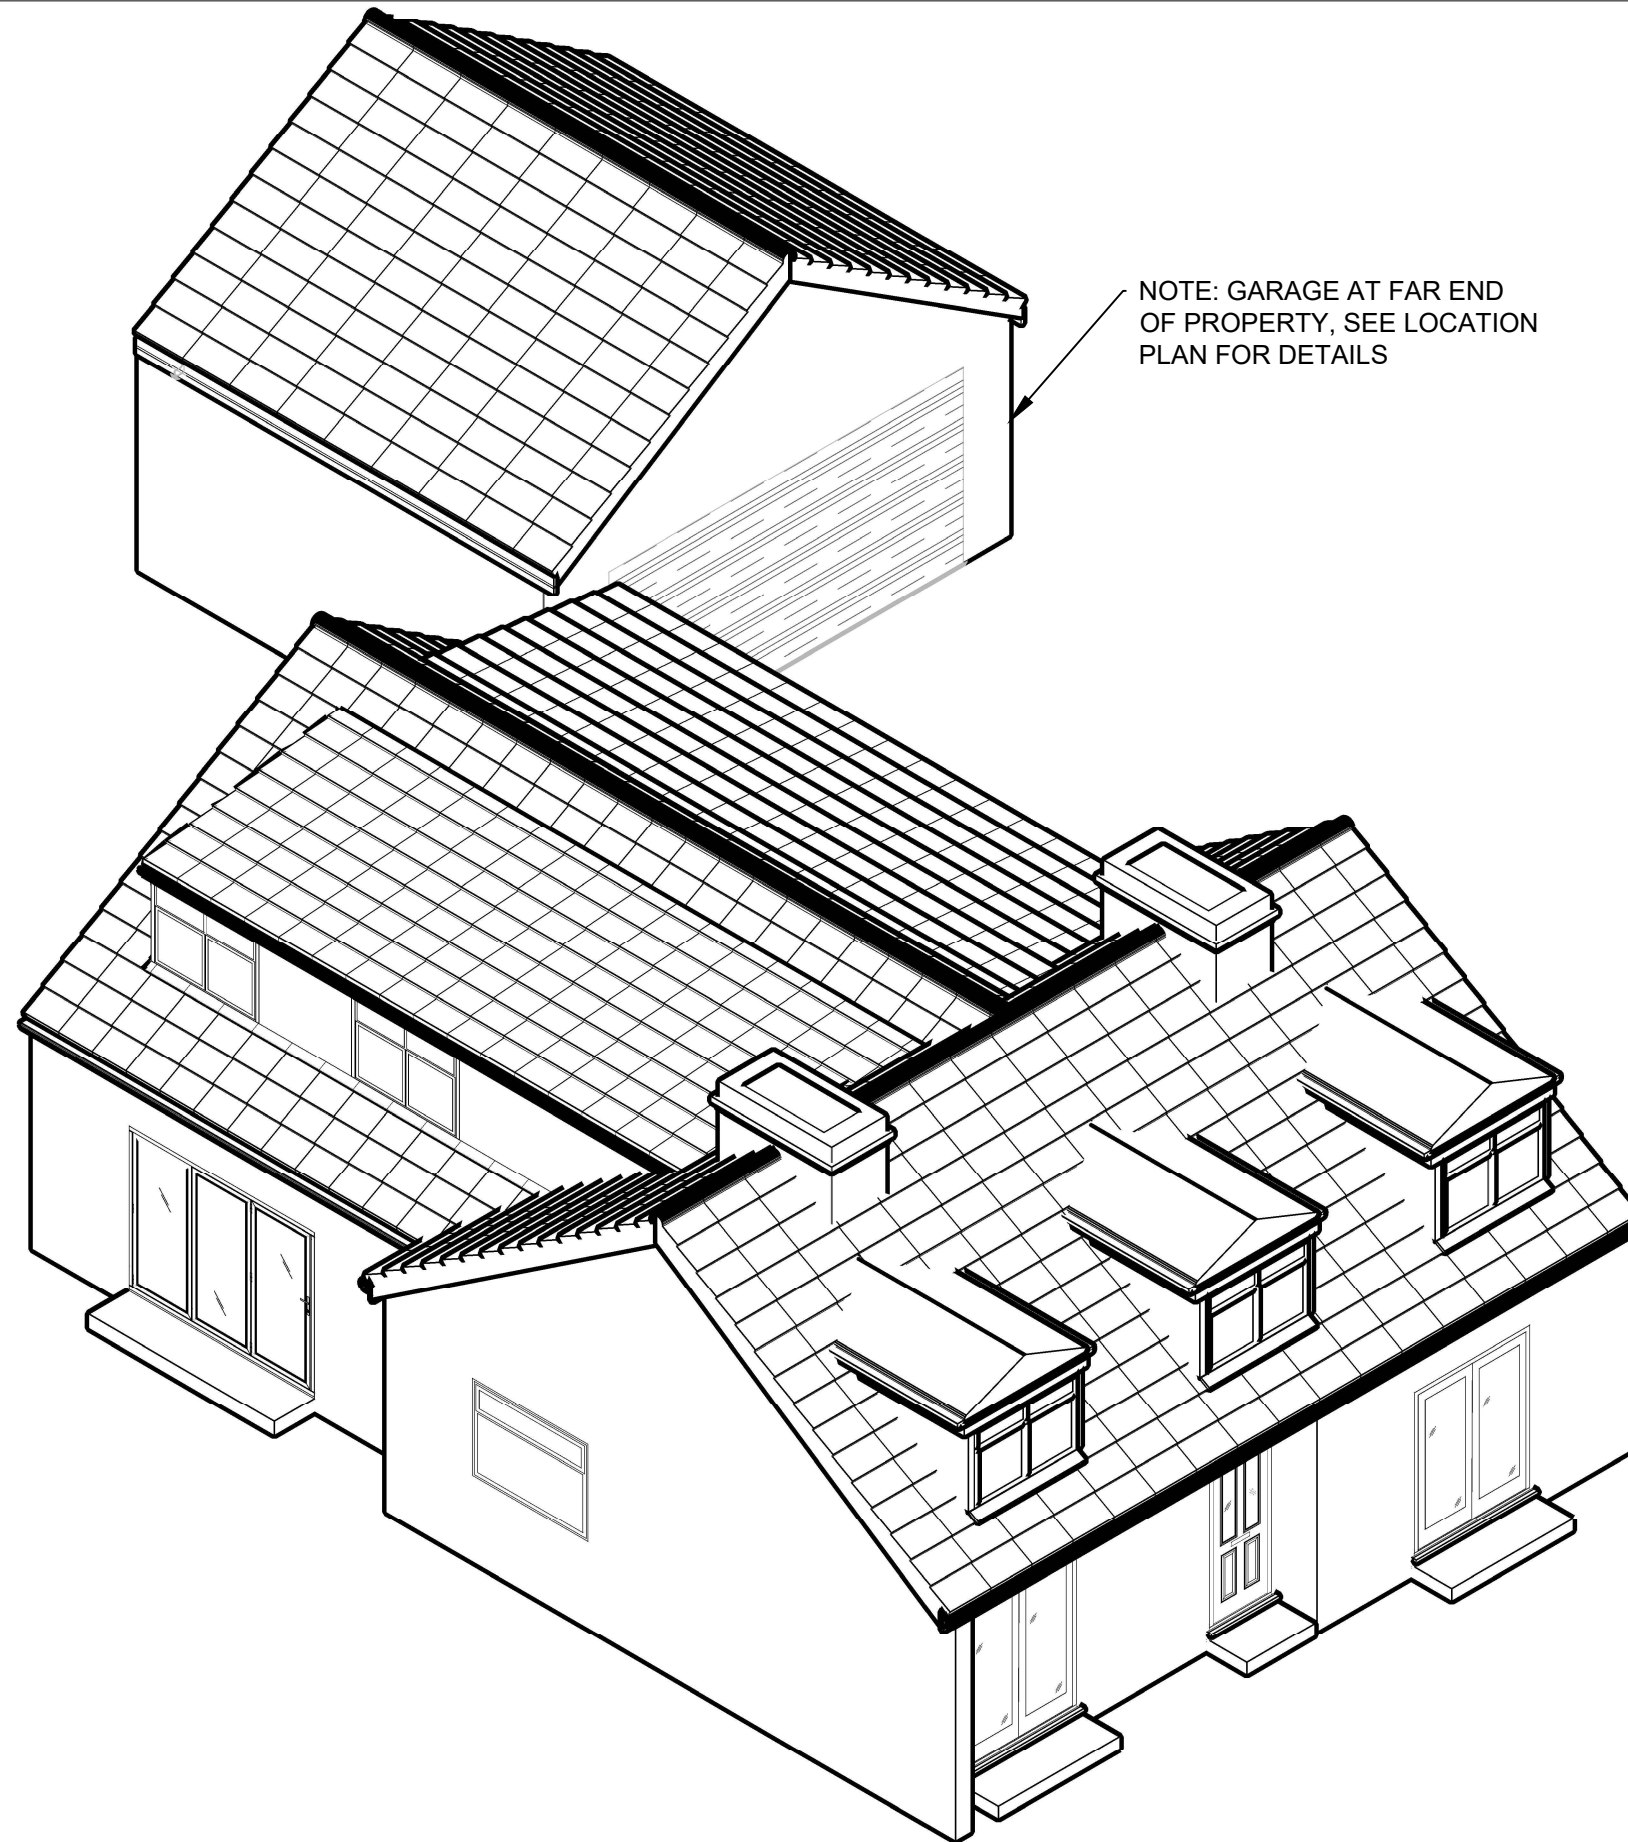 NOTE: GARAGE AT FAR END
OF PROPERTY, SEE LOCATION
PLAN FOR DETAILS